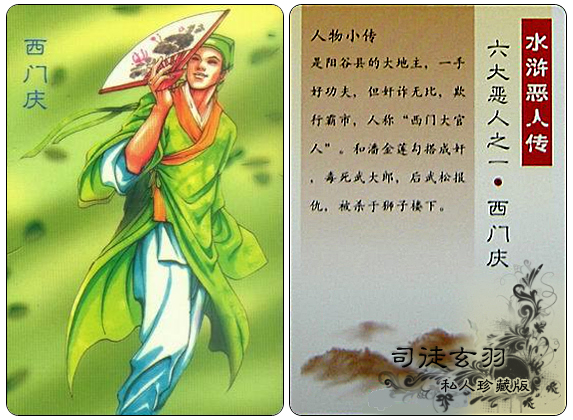 西门庆
水浒恶人传
六大恶人之一·西门庆
人物小传
是阳谷县的大地主，一手
好功夫，但奸诈无比，欺
行霸市，人称“西门大官
人”。和潘金莲勾搭成奸
，毒死武大郎，后武松报
仇，被杀于狮子楼下。
司徒玄羽
私人珍藏版